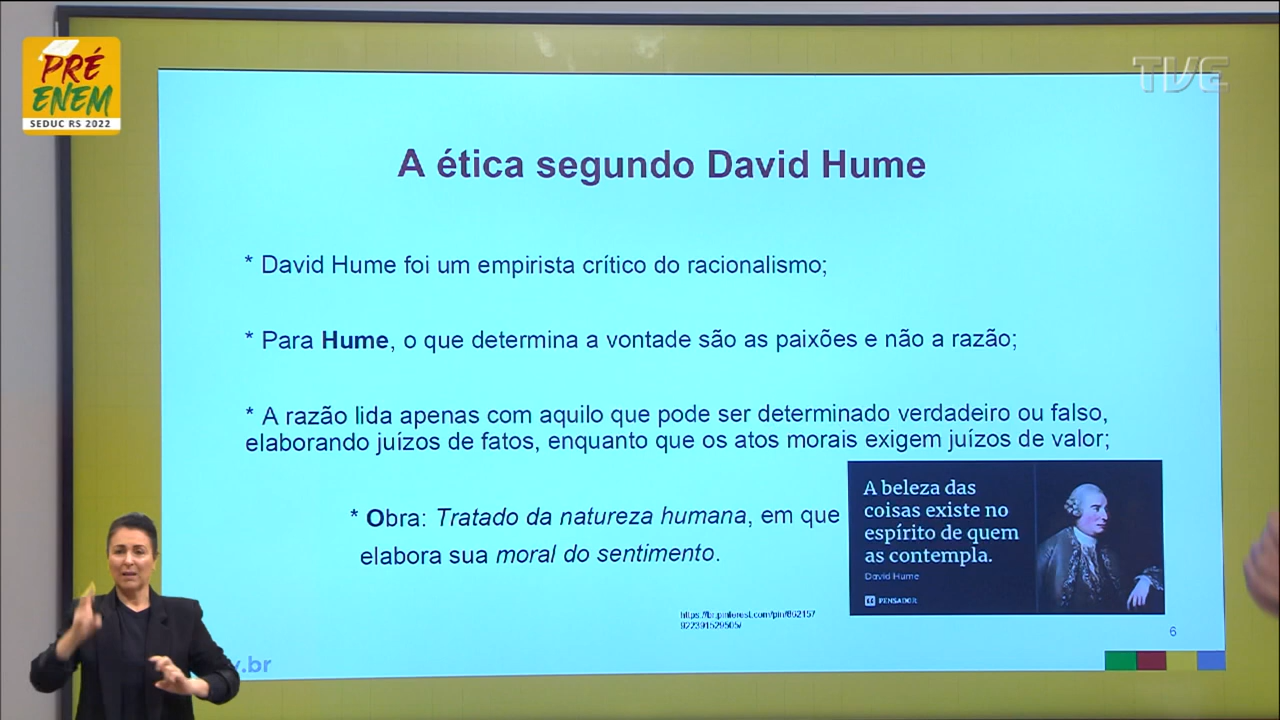 PRÉ
ENEM
SEDUC RS 2022
TVE
A ética segundo David Hume
* David Hume foi um empirista crítico do racionalismo;
* Para Hume, o que determina a vontade são as paixões e não a razão;
* A razão lida apenas com aquilo que pode ser determinado verdadeiro ou falso,
elaborando juízos de fatos, enquanto que os atos morais exigem juízos de valor;
* Obra: Tratado da natureza humana, em que
elabora sua moral do sentimento.
A beleza das
coisas existe no
espírito de quem
as contempla.
David Hume
PENSADOR
6
.br